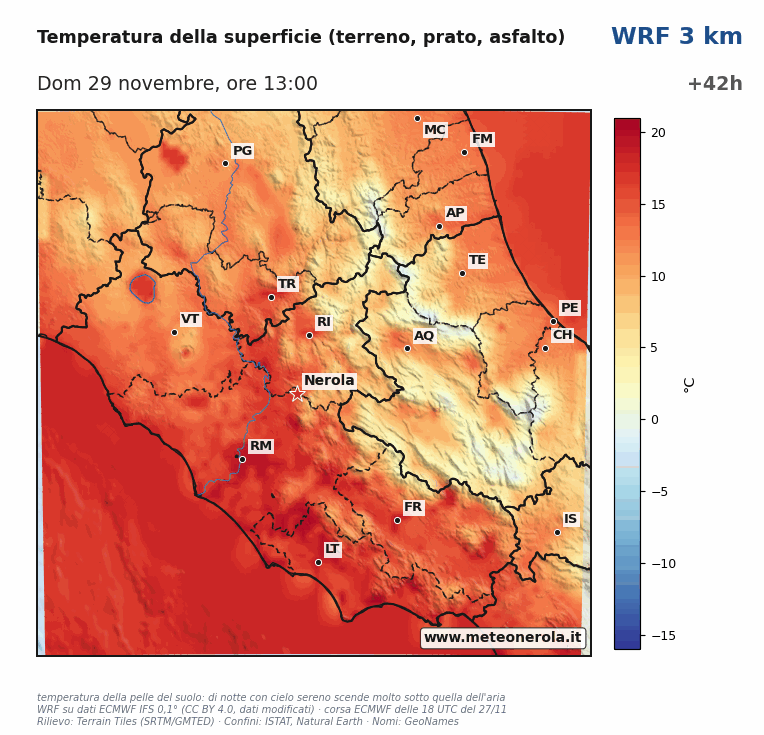 Temperatura della superficie (terreno, prato, asfalto)
WRF 3 km
Dom 29 novembre, ore 13:00
+42h
MC
FM
PG
AP
TE
TR
PE
VT
RI
AQ
CH
Nerola
RM
FR
IS
LT
www.meteonerola.it
20
15
10
5
0
−5
−10
−15
°C
temperatura della pelle del suolo: di notte con cielo sereno scende molto sotto quella dell'aria
WRF su dati ECMWF IFS 0,1° (CC BY 4.0, dati modificati) · corsa ECMWF delle 18 UTC del 27/11
Rilievo: Terrain Tiles (SRTM/GMTED) · Confini: ISTAT, Natural Earth · Nomi: GeoNames